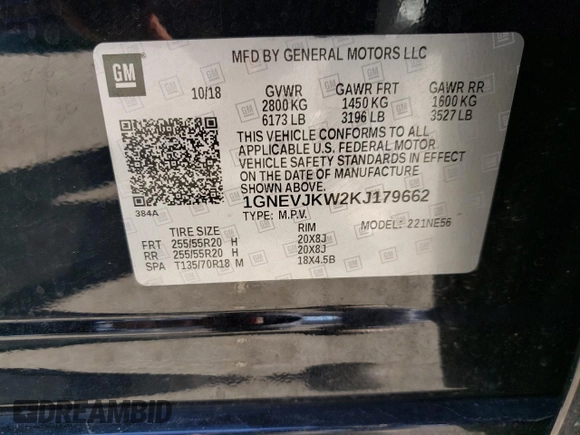 GM
MFD BY GENERAL MOTORS LLC
10/18 GVWR GAWR FRT GAWR RR
2800 KG 1450 KG 1600 KG
6173 LB 3196 LB 3527 LB
THIS VEHICLE CONFORMS TO ALL
APPLICABLE U.S. FEDERAL MOTOR
VEHICLE SAFETY STANDARDS IN EFFECT
ON THE DATE OF MANUFACTURE
SHOWN ABOVE.
1GNEVJKW2KJ179662
384A TYPE: M.P.V. MODEL: 221NE56
TIRE SIZE RIM
FRT 255/55R20 H 20X8J
RR 255/55R20 H 20X8J
SPA T135/70R18 M 18X4.5B
DREAMBID